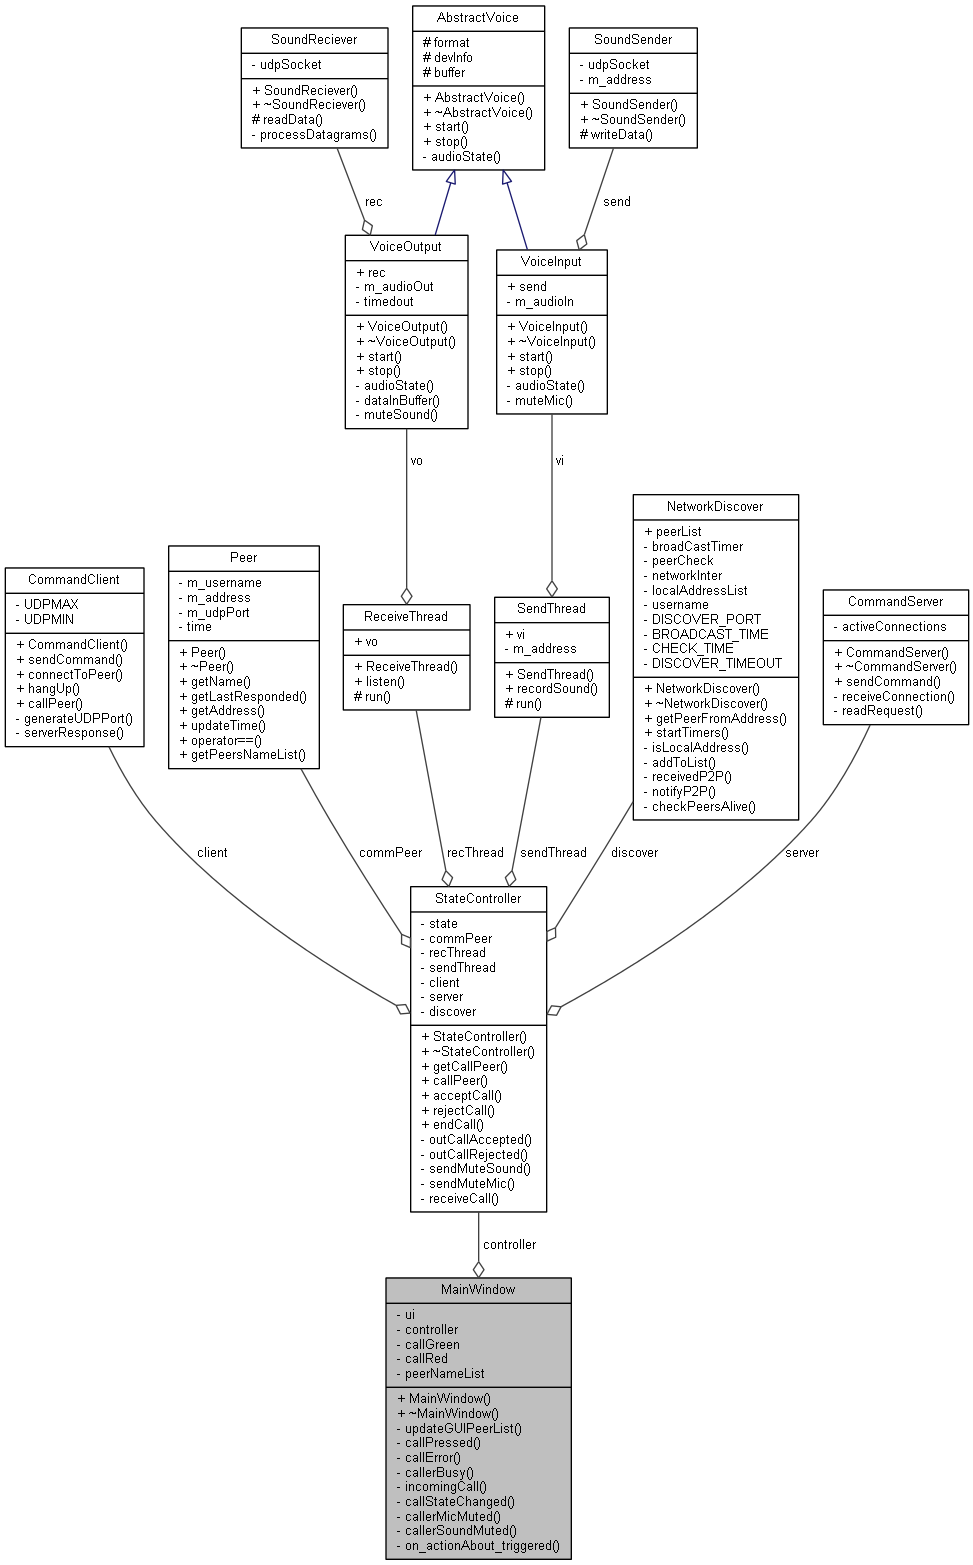 SoundReciever
- udpSocket
+ SoundReciever()
+ ~SoundReciever()
# readData()
- processDatagrams()
AbstractVoice
# format
# devInfo
# buffer
+ AbstractVoice()
+ ~AbstractVoice()
+ start()
+ stop()
- audioState()
SoundSender
- udpSocket
- m_address
+ SoundSender()
+ ~SoundSender()
# writeData()
rec
send
VoiceOutput
+ rec
- m_audioOut
- timedout
+ VoiceOutput()
+ ~VoiceOutput()
+ start()
+ stop()
- audioState()
- dataInBuffer()
- muteSound()
VoiceInput
+ send
- m_audioIn
+ VoiceInput()
+ ~VoiceInput()
+ start()
+ stop()
- audioState()
- muteMic()
vo
vi
CommandClient
- UDPMAX
- UDPMIN
+ CommandClient()
+ sendCommand()
+ connectToPeer()
+ hangUp()
+ callPeer()
- generateUDPPort()
- serverResponse()
Peer
- m_username
- m_address
- m_udpPort
- time
+ Peer()
+ ~Peer()
+ getName()
+ getLastResponded()
+ getAddress()
+ updateTime()
+ operator==()
+ getPeersNameList()
ReceiveThread
+ vo
+ ReceiveThread()
+ listen()
# run()
SendThread
+ vi
- m_address
+ SendThread()
+ recordSound()
# run()
NetworkDiscover
+ peerList
- broadCastTimer
- peerCheck
- networkInter
- localAddressList
- username
- DISCOVER_PORT
- BROADCAST_TIME
- CHECK_TIME
- DISCOVER_TIMEOUT
+ NetworkDiscover()
+ ~NetworkDiscover()
+ getPeerFromAddress()
+ startTimers()
- isLocalAddress()
- addToList()
- receivedP2P()
- notifyP2P()
- checkPeersAlive()
CommandServer
- activeConnections
+ CommandServer()
+ ~CommandServer()
+ sendCommand()
- receiveConnection()
- readRequest()
client
commPeer
recThread
sendThread
discover
server
StateController
- state
- commPeer
- recThread
- sendThread
- client
- server
- discover
+ StateController()
+ ~StateController()
+ getCallPeer()
+ callPeer()
+ acceptCall()
+ rejectCall()
+ endCall()
- outCallAccepted()
- outCallRejected()
- sendMuteSound()
- sendMuteMic()
- receiveCall()
controller
MainWindow
- ui
- controller
- callGreen
- callRed
- peerNameList
+ MainWindow()
+ ~MainWindow()
- updateGUIPeerList()
- callPressed()
- callError()
- callerBusy()
- incomingCall()
- callStateChanged()
- callerMicMuted()
- callerSoundMuted()
- on_actionAbout_triggered()